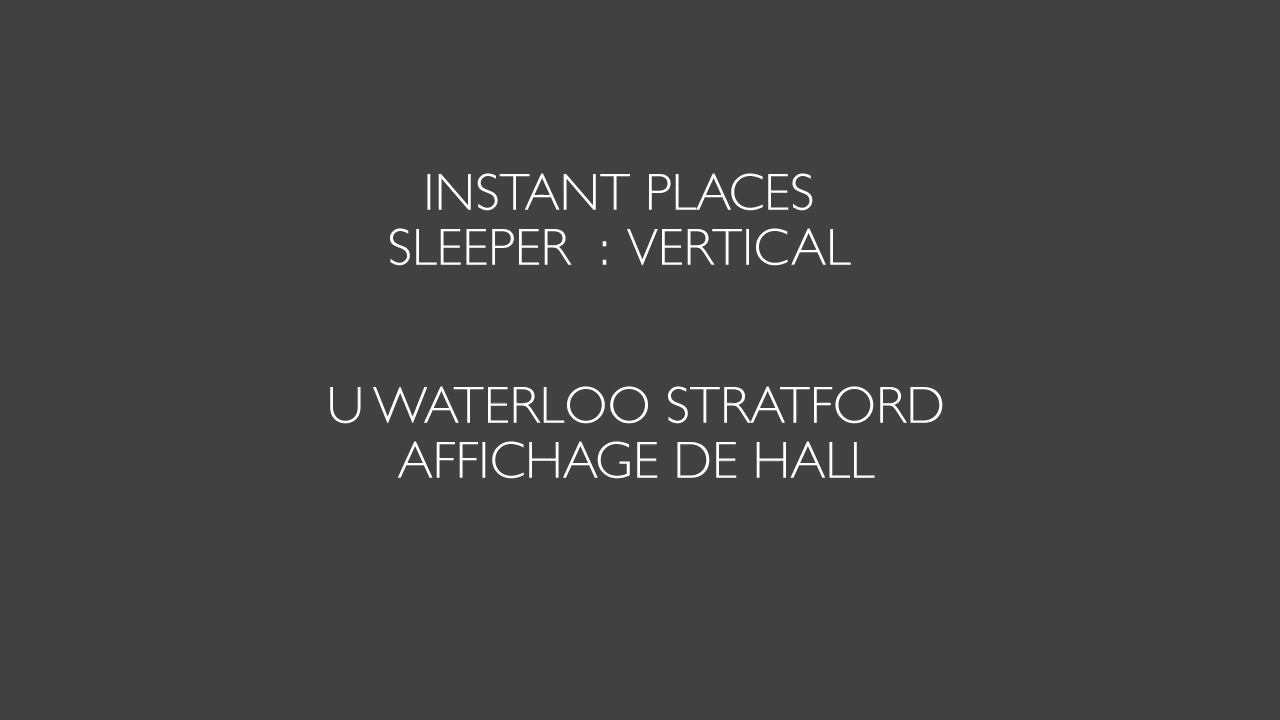 INSTANT PLACES
SLEEPER : VERTICAL
U WATERLOO STRATFORD
AFFICHAGE DE HALL